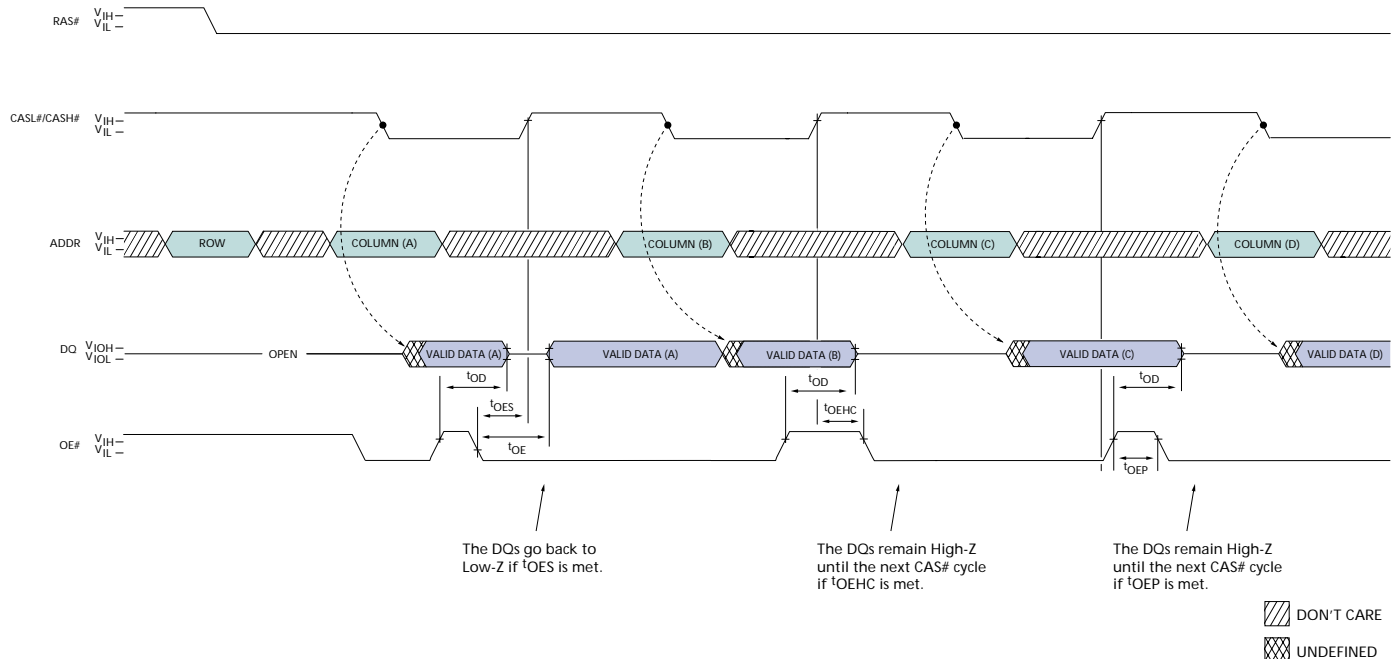 RAS# VIH
VIL
CASL#/CASH# VIH
VIL
ADDR VIH
VIL
ROW COLUMN (A) COLUMN (B) COLUMN (C) COLUMN (D)
DQ VIOH
VIOL
OPEN VALID DATA (A) VALID DATA (A) VALID DATA (B) VALID DATA (C) VALID DATA (D)
tOD tOD tOD
tOES tOEHC
OE# VIH
VIL
tOE tOEP
The DQs go back to
Low-Z if tOES is met.
The DQs remain High-Z
until the next CAS# cycle
if tOEHC is met.
The DQs remain High-Z
until the next CAS# cycle
if tOEP is met.
DON'T CARE
UNDEFINED